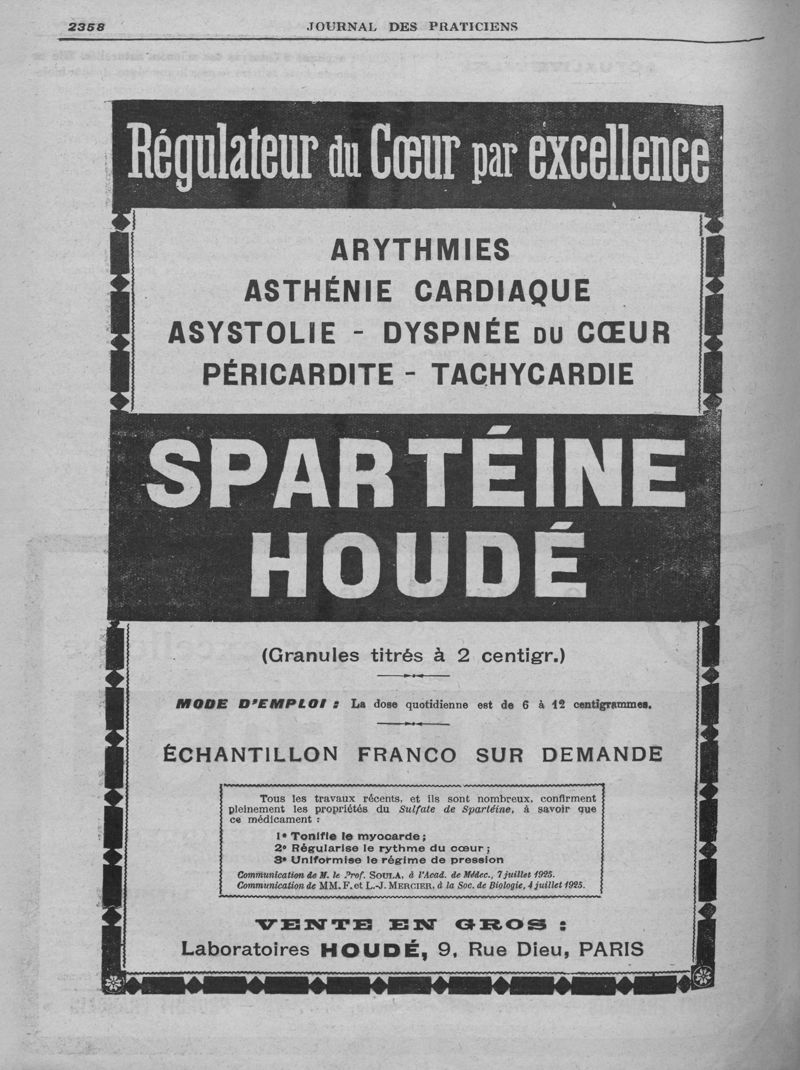 2358
JOURNAL DES PRATICIENS
Régulateur du Cœur par excellence
ARYTHMIES
ASTHÉNIE CARDIAQUE
ASYSTOLIE - DYSPNÉE DU CŒUR
PÉRICARDITE - TACHYCARDIE
SPARTÉINE
HOUDÉ
(Granules titrés à 2 centigr.)
MODE D'EMPLOI : La dose quotidienne est de 6 à 12 centigrammes.
ÉCHANTILLON FRANCO SUR DEMANDE
Tous les travaux récents, et ils sont nombreux, confirment
pleinement les propriétés du Sulfate de Spartéine, à savoir que
ce médicament :
1° Tonifie le myocarde ;
2° Régularise le rythme du cœur ;
3° Uniformise le régime de pression
Communication de M. le Prof. SOULA, à l'Acad. de Médec., 7 juillet 1925.
Communication de MM. F. et L.-J. MERCIER, à la Soc. de Biologie, 4 juillet 1925.
VENTE EN GROS :
Laboratoires HOUDÉ, 9, Rue Dieu, PARIS